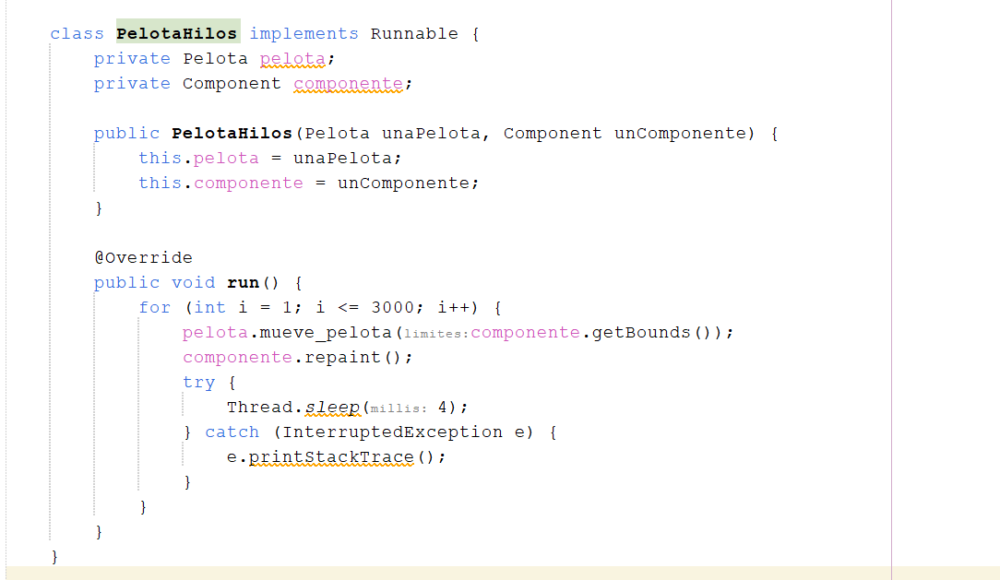 class PelotaHilos implements Runnable {
private Pelota pelota;
private Component componente;
public PelotaHilos(Pelota unaPelota, Component unComponente) {
this.pelota = unaPelota;
this.componente = unComponente;
}
@Override
public void run() {
for (int i = 1; i <= 3000; i++) {
pelota.mueve_pelota(limites:componente.getBounds());
componente.repaint();
try {
Thread.sleep(millis: 4);
} catch (InterruptedException e) {
e.printStackTrace();
}
}
}
}